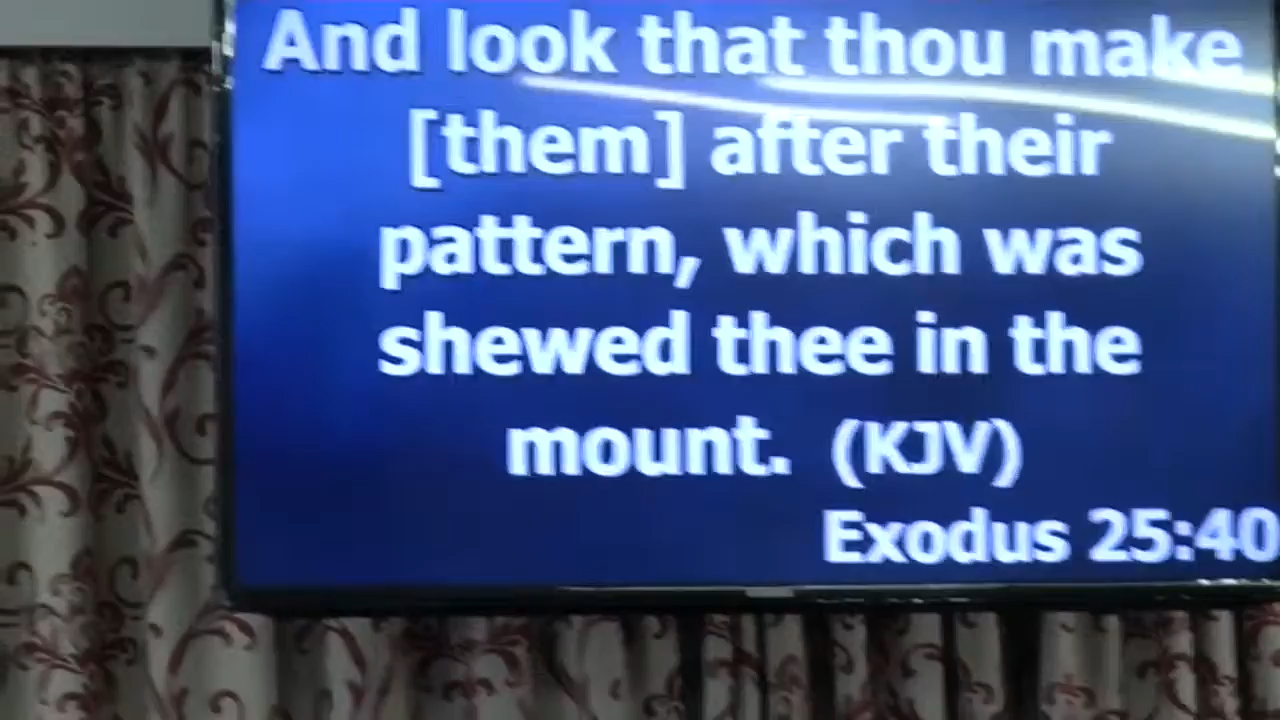 And look that thou make
[them] after their
pattern, which was
shewed thee in the
mount. (KJV)
Exodus 25:40